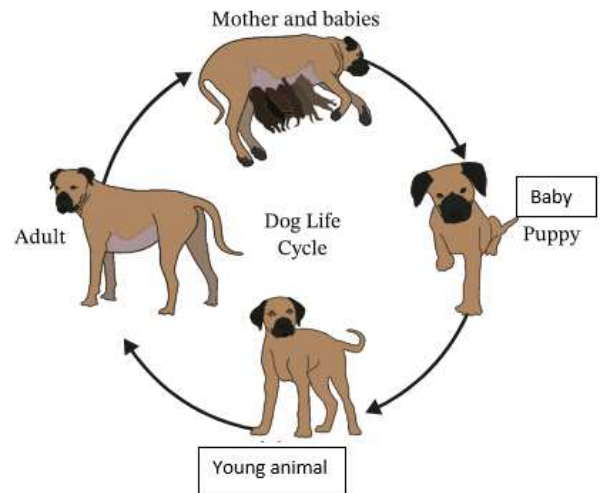 Mother and babies
Baby
Puppy
Dog Life
Cycle
Adult
Young animal